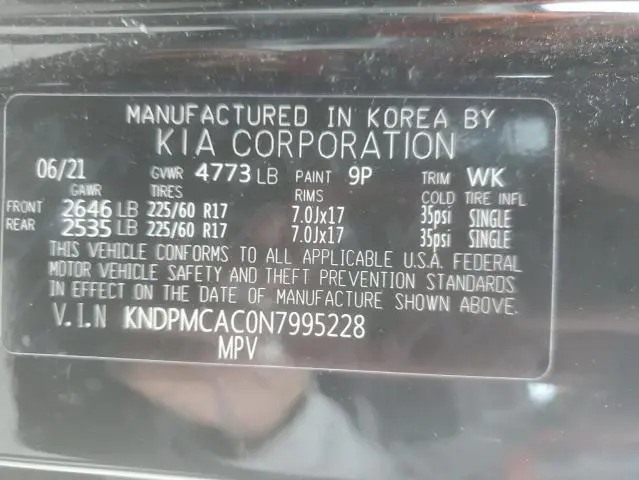 MANUFACTURED IN KOREA BY
KIA CORPORATION
06/21 GVWR 4773 LB PAINT 9P TRIM WK
GAWR TIRES RIMS COLD TIRE INFL
FRONT 2646 LB 225/60 R17 7.0Jx17 35psi SINGLE
REAR 2535 LB 225/60 R17 7.0Jx17 35psi SINGLE
THIS VEHICLE CONFORMS TO ALL APPLICABLE U.S.A. FEDERAL
MOTOR VEHICLE SAFETY AND THEFT PREVENTION STANDARDS
IN EFFECT ON THE DATE OF MANUFACTURE SHOWN ABOVE.
V.I.N KNDPMCAC0N7995228
MPV